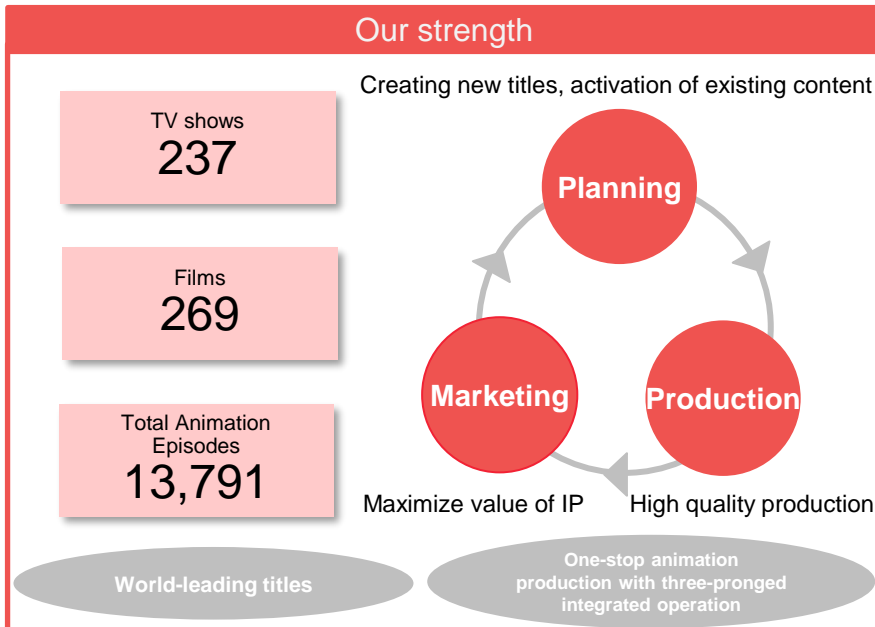 Our strength
TV shows
237
Films
269
Total Animation
Episodes
13,791
World-leading titles
Creating new titles, activation of existing content
Planning
Marketing
Production
Maximize value of IP
High quality production
One-stop animation
production with three-pronged
integrated operation